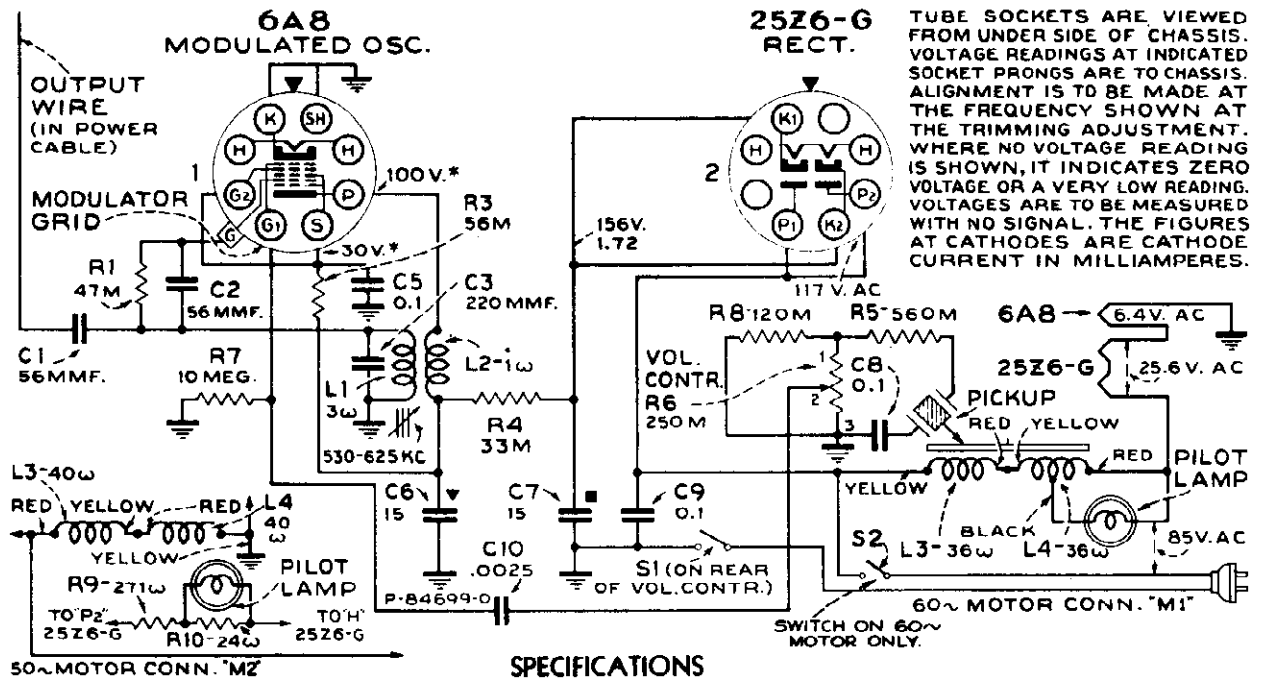 6A8
MODULATED OSC.
25Z6-G
RECT.
TUBE SOCKETS ARE VIEWED
FROM UNDER SIDE OF CHASSIS.
VOLTAGE READINGS AT INDICATED
SOCKET PRONGS ARE TO CHASSIS.
ALIGNMENT IS TO BE MADE AT
THE FREQUENCY SHOWN AT
THE TRIMMING ADJUSTMENT.
WHERE NO VOLTAGE READING
IS SHOWN, IT INDICATES ZERO
VOLTAGE OR A VERY LOW READING.
VOLTAGES ARE TO BE MEASURED
WITH NO SIGNAL. THE FIGURES
AT CATHODES ARE CATHODE
CURRENT IN MILLIAMPERES.
OUTPUT
WIRE
(IN POWER
CABLE)
K
SH
H
H
1
G2
P
G
G1
S
100V.*
MODULATOR
GRID
30V.*
R3
56M
K1
H
H
2
P2
P1
K2
156V.
1.72
117 V. AC
R1
47M
C2
56MMF.
C5
0.1
C3
220 MMF.
C1
56MMF.
R7
10 MEG.
L1
3ω
L2-1ω
530-625KC
R4
33M
R8-120M
R5-560M
VOL.
CONTR.
R6
250M
1
2
3
C8
0.1
PICKUP
6A8
6.4V. AC
25Z6-G
25.6V. AC
RED
YELLOW
RED
YELLOW
PILOT
LAMP
BLACK
L3-36ω
L4-36ω
85V.AC
L3-40ω
RED
YELLOW
RED
L4
40
ω
YELLOW
C6
15
C7
15
C9
0.1
C10
.0025
S1 (ON REAR
OF VOL.CONTR.)
S2
P-84699-0
R9-271ω
PILOT
LAMP
TO "P2"
25Z6-G
R10-24ω
TO "H"
25Z6-G
60~ MOTOR CONN. "M1"
SWITCH ON 60~
MOTOR ONLY.
50~MOTOR CONN. "M2"
SPECIFICATIONS